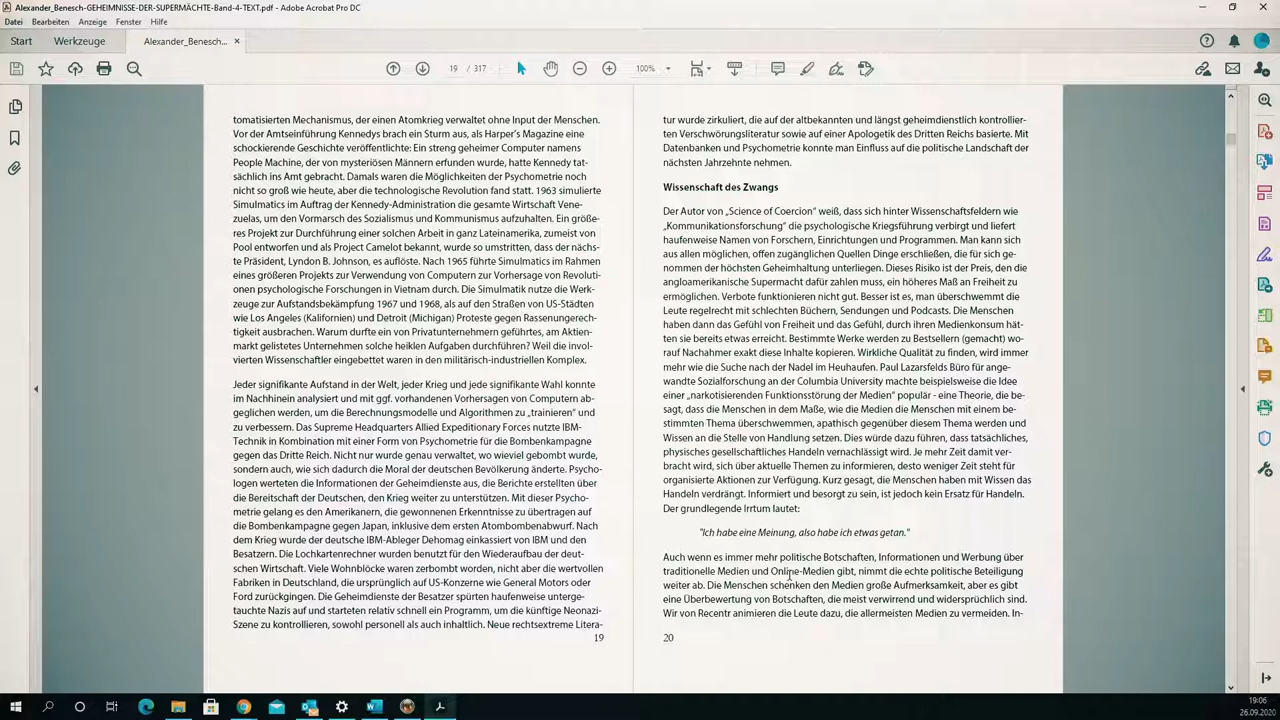 Alexander_Benesch-GEHEIMNISSE-DER-SUPERMÄCHTE-Band-4-TEXT.pdf - Adobe Acrobat Pro DC
Datei Bearbeiten Anzeige Fenster Hilfe
Start Werkzeuge Alexander_Benesch... ×
19 / 317 100%
tomatisierten Mechanismus, der einen Atomkrieg verwaltet ohne Input der Menschen.
Vor der Amtseinführung Kennedys brach ein Sturm aus, als Harper's Magazine eine
schockierende Geschichte veröffentlichte: Ein streng geheimer Computer namens
People Machine, der von mysteriösen Männern erfunden wurde, hatte Kennedy tat-
sächlich ins Amt gebracht. Damals waren die Möglichkeiten der Psychometrie noch
nicht so groß wie heute, aber die technologische Revolution fand statt. 1963 simulierte
Simulmatics im Auftrag der Kennedy-Administration die gesamte Wirtschaft Vene-
zuelas, um den Vormarsch des Sozialismus und Kommunismus aufzuhalten. Ein größe-
res Projekt zur Durchführung einer solchen Arbeit in ganz Lateinamerika, zumeist von
Pool entworfen und als Project Camelot bekannt, wurde so umstritten, dass der nächs-
te Präsident, Lyndon B. Johnson, es auflöste. Nach 1965 führte Simulmatics im Rahmen
eines größeren Projekts zur Verwendung von Computern zur Vorhersage von Revoluti-
onen psychologische Forschungen in Vietnam durch. Die Simulmatik nutze die Werk-
zeuge zur Aufstandsbekämpfung 1967 und 1968, als auf den Straßen von US-Städten
wie Los Angeles (Kalifornien) und Detroit (Michigan) Proteste gegen Rassengerech-
tigkeit ausbrachen. Warum durfte ein von Privatunternehmern geführtes, am Aktien-
markt gelistetes Unternehmen solche heiklen Aufgaben durchführen? Weil die invol-
vierten Wissenschaftler eingebettet waren in den militärisch-industriellen Komplex.
Jeder signifikante Aufstand in der Welt, jeder Krieg und jede signifikante Wahl konnte
im Nachhinein analysiert und mit ggf. vorhandenen Vorhersagen von Computern ab-
geglichen werden, um die Berechnungsmodelle und Algorithmen zu „trainieren" und
zu verbessern. Das Supreme Headquarters Allied Expeditionary Forces nutzte IBM-
Technik in Kombination mit einer Form von Psychometrie für die Bombenkampagne
gegen das Dritte Reich. Nicht nur wurde genau verwaltet, wo wieviel gebombt wurde,
sondern auch, wie sich dadurch die Moral der deutschen Bevölkerung änderte. Psycho-
logen werteten die Informationen der Geheimdienste aus, die Berichte erstellten über
die Bereitschaft der Deutschen, den Krieg weiter zu unterstützen. Mit dieser Psycho-
metrie gelang es den Amerikanern, die gewonnenen Erkenntnisse zu übertragen auf
die Bombenkampagne gegen Japan, inklusive dem ersten Atombombenabwurf. Nach
dem Krieg wurde der deutsche IBM-Ableger Dehomag einkassiert von IBM und den
Besatzern. Die Lochkartenrechner wurden benutzt für den Wiederaufbau der deut-
schen Wirtschaft. Viele Wohnblöcke waren zerbombt worden, nicht aber die wertvollen
Fabriken in Deutschland, die ursprünglich auf US-Konzerne wie General Motors oder
Ford zurückgingen. Die Geheimdienste der Besatzer spürten haufenweise unterge-
tauchte Nazis auf und starteten relativ schnell ein Programm, um die künftige Neonazi-
Szene zu kontrollieren, sowohl personell als auch inhaltlich. Neue rechtsextreme Litera-
19
tur wurde zirkuliert, die auf der altbekannten und längst geheimdienstlich kontrollier-
ten Verschwörungsliteratur sowie auf einer Apologetik des Dritten Reichs basierte. Mit
Datenbanken und Psychometrie konnte man Einfluss auf die politische Landschaft der
nächsten Jahrzehnte nehmen.
Wissenschaft des Zwangs
Der Autor von „Science of Coercion" weiß, dass sich hinter Wissenschaftsfeldern wie
„Kommunikationsforschung" die psychologische Kriegsführung verbirgt und liefert
haufenweise Namen von Forschern, Einrichtungen und Programmen. Man kann sich
aus allen möglichen, offen zugänglichen Quellen Dinge erschließen, die für sich ge-
nommen der höchsten Geheimhaltung unterliegen. Dieses Risiko ist der Preis, den die
angloamerikanische Supermacht dafür zahlen muss, ein höheres Maß an Freiheit zu
ermöglichen. Verbote funktionieren nicht gut. Besser ist es, man überschwemmt die
Leute regelrecht mit schlechten Büchern, Sendungen und Podcasts. Die Menschen
haben dann das Gefühl von Freiheit und das Gefühl, durch ihren Medienkonsum hät-
ten sie bereits etwas erreicht. Bestimmte Werke werden zu Bestsellern (gemacht) wo-
rauf Nachahmer exakt diese Inhalte kopieren. Wirkliche Qualität zu finden, wird immer
mehr wie die Suche nach der Nadel im Heuhaufen. Paul Lazarsfelds Büro für ange-
wandte Sozialforschung an der Columbia University machte beispielsweise die Idee
einer „narkotisierenden Funktionsstörung der Medien" populär - eine Theorie, die be-
sagt, dass die Menschen in dem Maße, wie die Medien die Menschen mit einem be-
stimmten Thema überschwemmen, apathisch gegenüber diesem Thema werden und
Wissen an die Stelle von Handlung setzen. Dies würde dazu führen, dass tatsächliches,
physisches gesellschaftliches Handeln vernachlässigt wird. Je mehr Zeit damit ver-
bracht wird, sich über aktuelle Themen zu informieren, desto weniger Zeit steht für
organisierte Aktionen zur Verfügung. Kurz gesagt, die Menschen haben mit Wissen das
Handeln verdrängt. Informiert und besorgt zu sein, ist jedoch kein Ersatz für Handeln.
Der grundlegende Irrtum lautet:
"Ich habe eine Meinung, also habe ich etwas getan."
Auch wenn es immer mehr politische Botschaften, Informationen und Werbung über
traditionelle Medien und Online-Medien gibt, nimmt die echte politische Beteiligung
weiter ab. Die Menschen schenken den Medien große Aufmerksamkeit, aber es gibt
eine Überbewertung von Botschaften, die meist verwirrend und widersprüchlich sind.
Wir von Recentr animieren die Leute dazu, die allermeisten Medien zu vermeiden. In-
20
19:06
26.09.2020